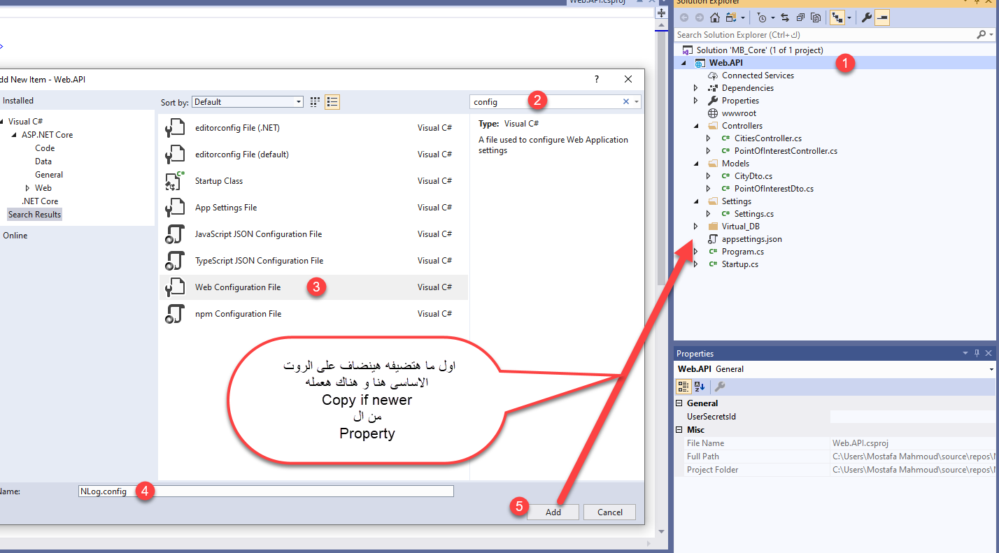 Web.API.csproj
Solution Explorer
Search Solution Explorer (Ctrl+ك)
Solution 'MB_Core' (1 of 1 project)
Web.API
1
Connected Services
Dependencies
Properties
wwwroot
Controllers
C# CitiesController.cs
C# PointOfInterestController.cs
Models
C# CityDto.cs
C# PointOfInterestDto.cs
Settings
C# Settings.cs
Virtual_DB
appsettings.json
C# Program.cs
C# Startup.cs
dd New Item - Web.API
?
Installed
Visual C#
ASP.NET Core
Code
Data
General
Web
.NET Core
Search Results
Online
Sort by: Default
config
2
editorconfig File (.NET) Visual C#
editorconfig File (default) Visual C#
C# Startup Class Visual C#
App Settings File Visual C#
JavaScript JSON Configuration File Visual C#
TypeScript JSON Configuration File Visual C#
Web Configuration File 3 Visual C#
npm Configuration File Visual C#
Type: Visual C#
A file used to configure Web Application
settings
اول ما هتضيفه هينضاف على الروت
الاساسى هنا و هناك هعمله
Copy if newer
من ال
Property
Name: NLog.config 4
5 Add Cancel
Properties
Web.API General
General
UserSecretsId
Misc
File Name Web.API.csproj
Full Path C:\Users\Mostafa Mahmoud\source\repos\
Project Folder C:\Users\Mostafa Mahmoud\source\repos\